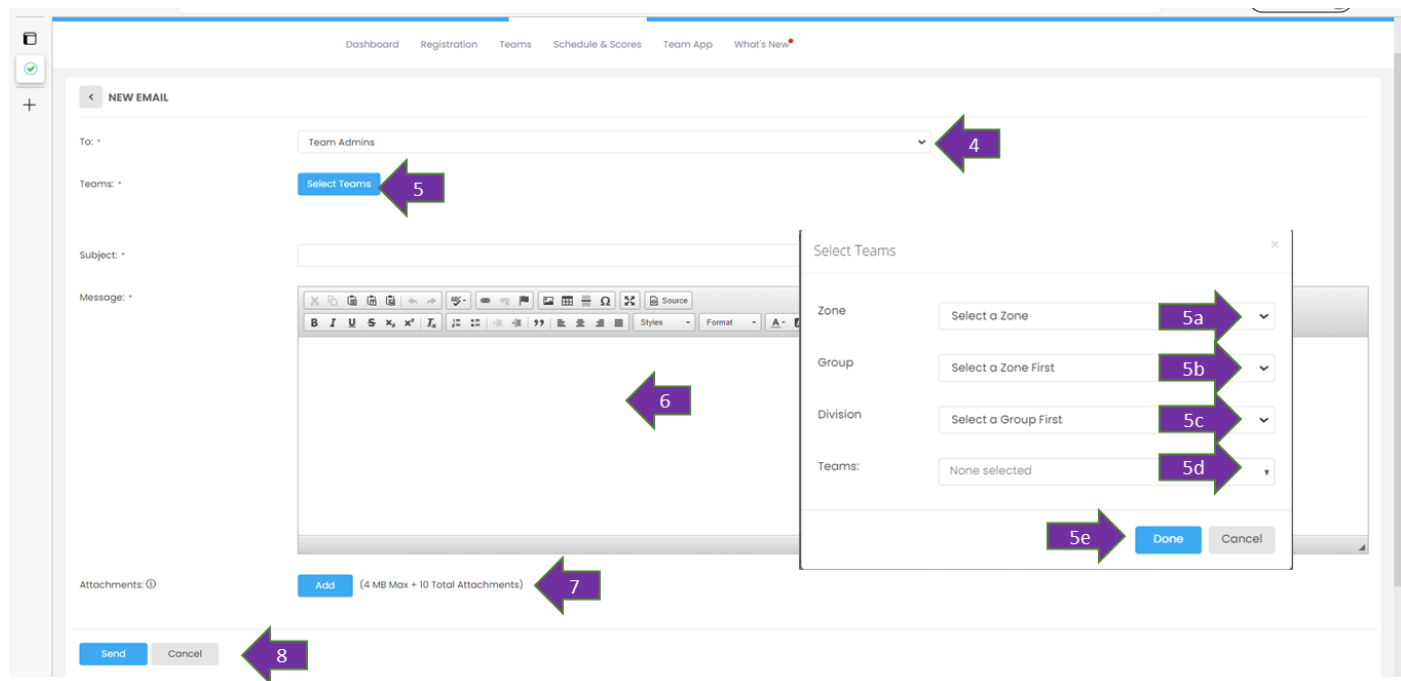 Dashboard Registration Teams Schedule & Scores Team App What's New
< NEW EMAIL
To: * Team Admins 4
Teams: * Select Teams 5
Subject: *
Message: * Source
B I U S x₂ x² Tx Styles Format A
6
Select Teams ×
Zone Select a Zone 5a
Group Select a Zone First 5b
Division Select a Group First 5c
Teams: None selected 5d
5e Done Cancel
Attachments: Add (4 MB Max + 10 Total Attachments) 7
Send Cancel 8